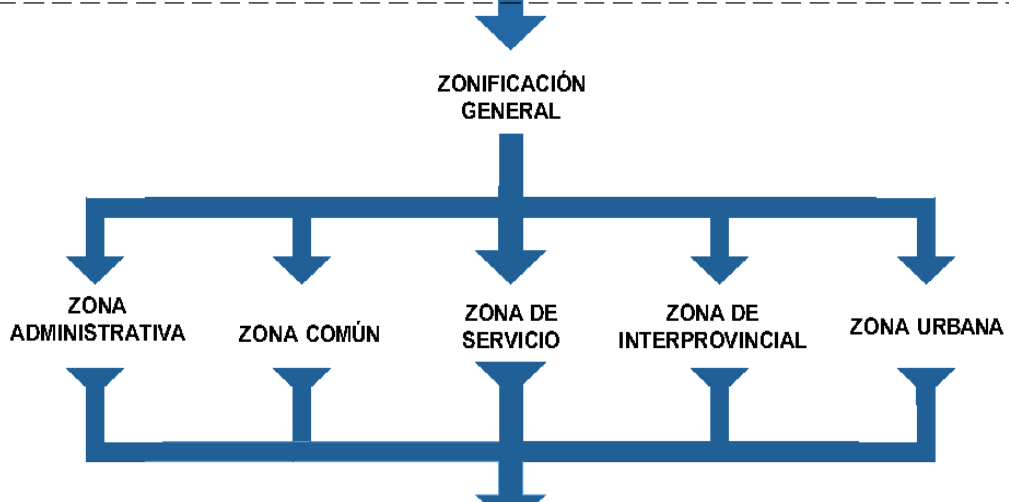 ZONIFICACIÓN
GENERAL
ZONA
ADMINISTRATIVA
ZONA COMÚN
ZONA DE
SERVICIO
ZONA DE
INTERPROVINCIAL
ZONA URBANA